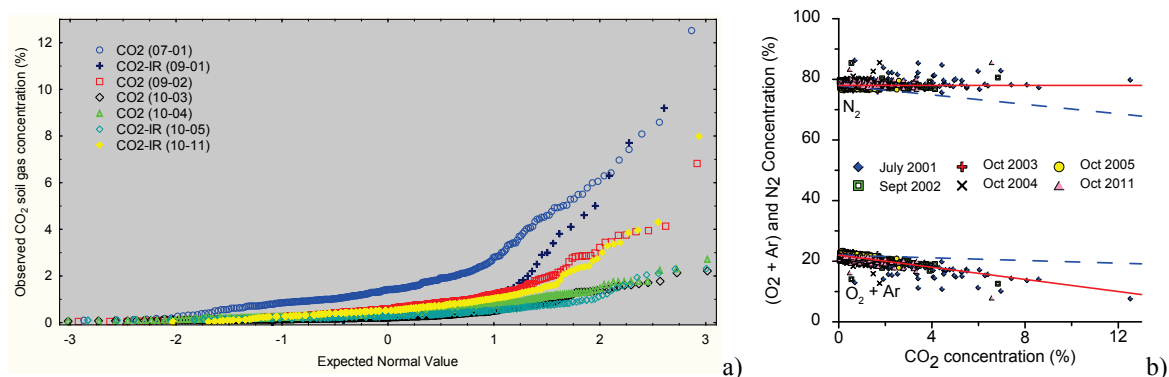 Observed CO2 soil gas concentration (%)
12
10
8
6
4
2
0
CO2 (07-01)
CO2-IR (09-01)
CO2 (09-02)
CO2 (10-03)
CO2 (10-04)
CO2-IR (10-05)
CO2-IR (10-11)
-3
-2
-1
0
1
2
3
Expected Normal Value
a)
(O2 + Ar) and N2 Concentration (%)
100
80
60
40
20
0
N2
July 2001
Oct 2003
Oct 2005
Sept 2002
Oct 2004
Oct 2011
O2 + Ar
0
4
8
12
CO2 concentration (%)
b)